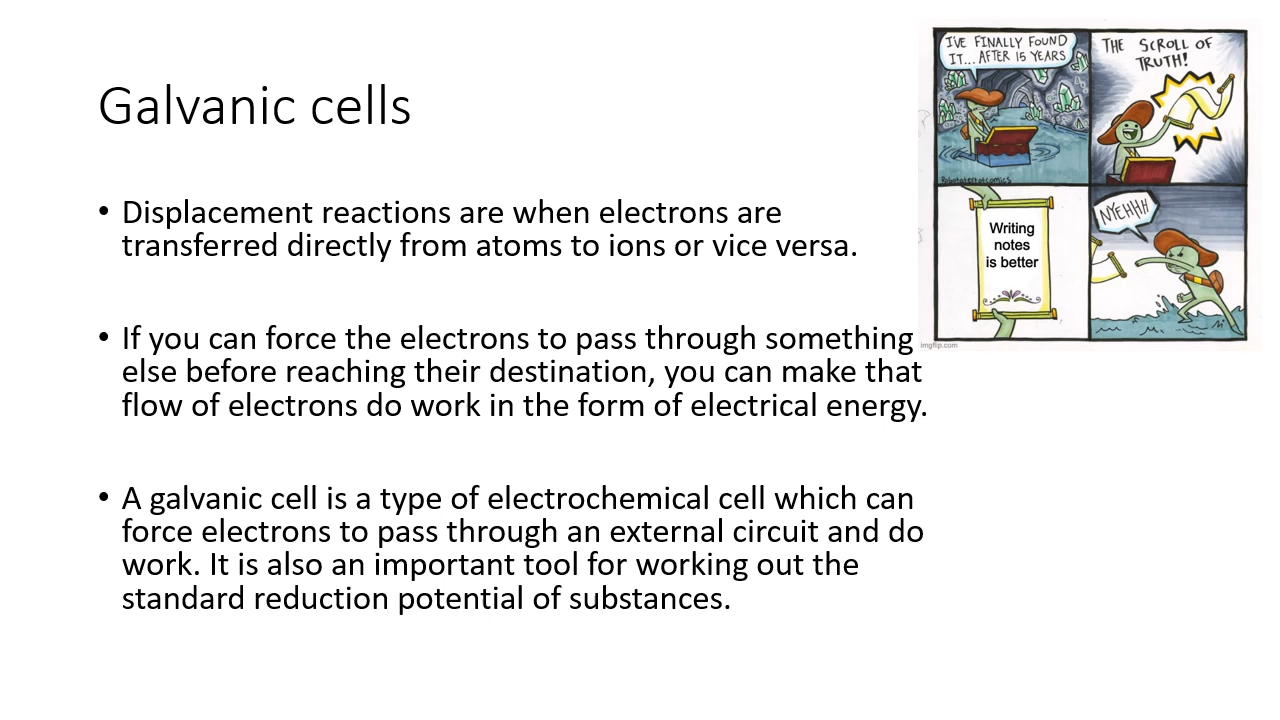 Galvanic cells
• Displacement reactions are when electrons are
transferred directly from atoms to ions or vice versa.
• If you can force the electrons to pass through something
else before reaching their destination, you can make that
flow of electrons do work in the form of electrical energy.
• A galvanic cell is a type of electrochemical cell which can
force electrons to pass through an external circuit and do
work. It is also an important tool for working out the
standard reduction potential of substances.
I'VE FINALLY FOUND
IT... AFTER 15 YEARS
THE SCROLL OF
TRUTH!
Writing
notes
is better
NYEHHH
imgflip.com